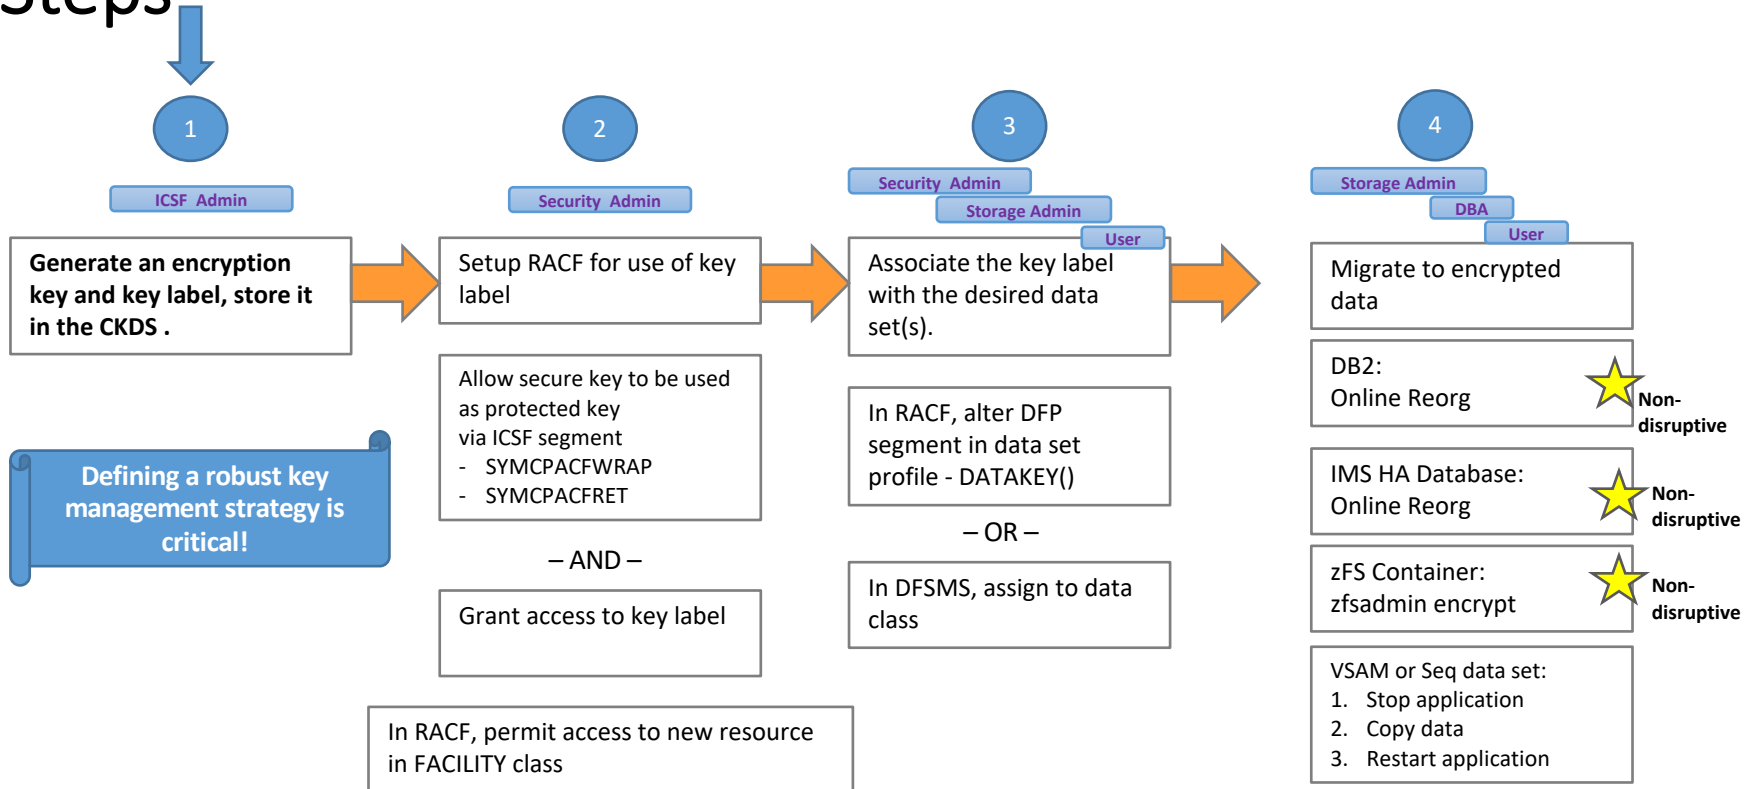 Steps
1
ICSF Admin
Generate an encryption
key and key label, store it
in the CKDS .
Defining a robust key
management strategy is
critical!
2
Security Admin
Setup RACF for use of key
label
Allow secure key to be used
as protected key
via ICSF segment
- SYMCPACFWRAP
- SYMCPACFRET
– AND –
Grant access to key label
In RACF, permit access to new resource
in FACILITY class
3
Security Admin
Storage Admin
User
Associate the key label
with the desired data
set(s).
In RACF, alter DFP
segment in data set
profile - DATAKEY()
– OR –
In DFSMS, assign to data
class
4
Storage Admin
DBA
User
Migrate to encrypted
data
DB2:
Online Reorg
Non-
disruptive
IMS HA Database:
Online Reorg
Non-
disruptive
zFS Container:
zfsadmin encrypt
Non-
disruptive
VSAM or Seq data set:
1. Stop application
2. Copy data
3. Restart application